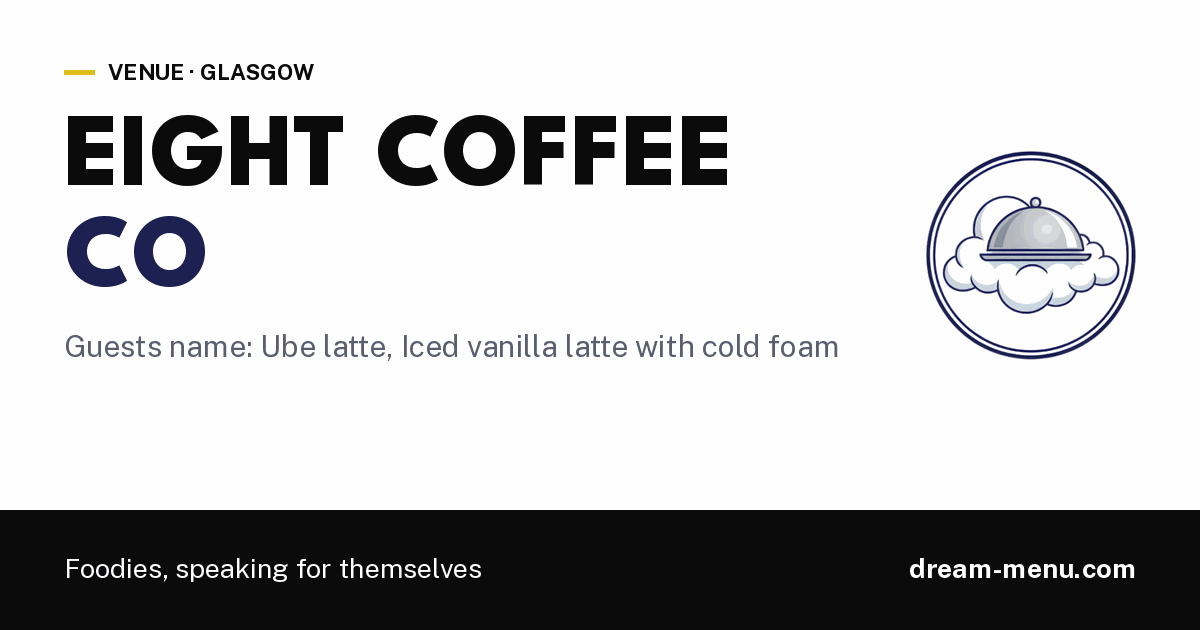 VENUE · GLASGOW
EIGHT COFFEE
CO
Guests name: Ube latte, Iced vanilla latte with cold foam
Foodies, speaking for themselves
dream-menu.com